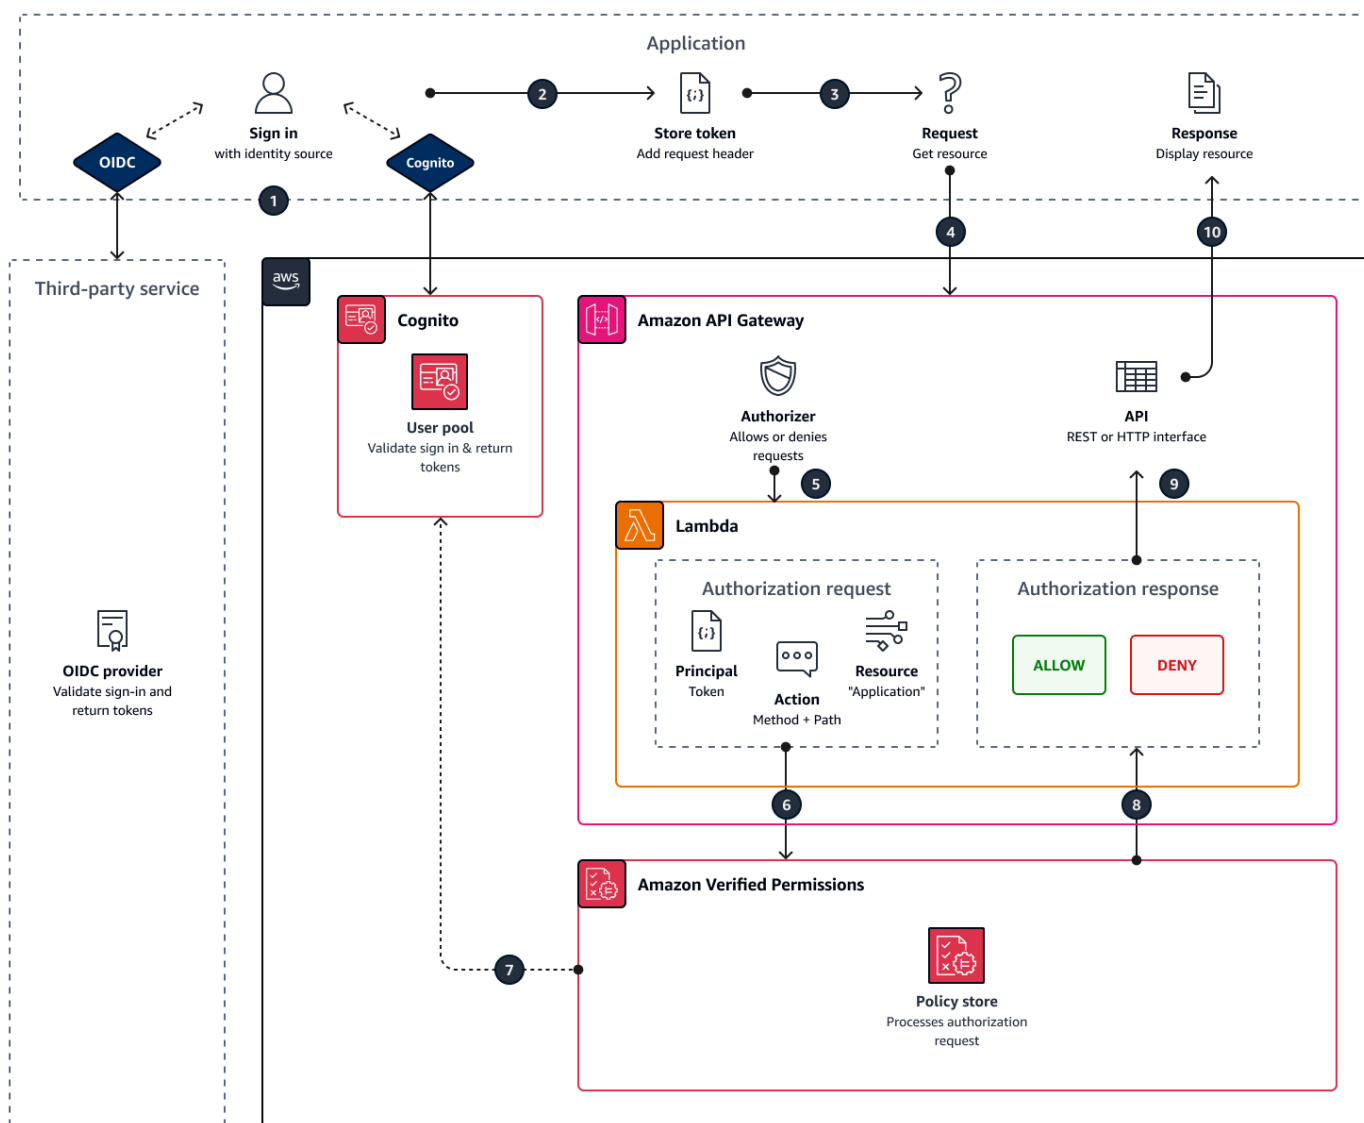 Application
Sign in
with identity source
2
{;}
Store token
Add request header
3
Request
Get resource
Response
Display resource
OIDC
Cognito
1
4
10
Third-party service
aws
Cognito
User pool
Validate sign in & return
tokens
</>
Amazon API Gateway
Authorizer
Allows or denies
requests
API
REST or HTTP interface
5
9
Lambda
Authorization request
{;}
Principal
Token
Action
Method + Path
Resource
"Application"
Authorization response
ALLOW
DENY
OIDC provider
Validate sign-in and
return tokens
6
8
Amazon Verified Permissions
7
Policy store
Processes authorization
request